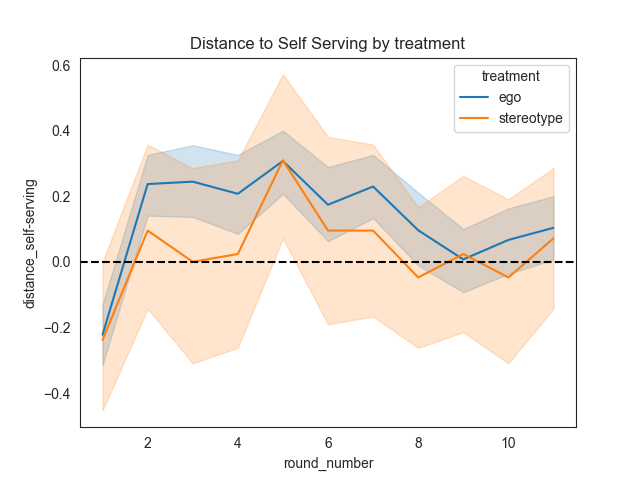 Distance to Self Serving by treatment
treatment
ego
stereotype
distance_self-serving
0.6
0.4
0.2
0.0
−0.2
−0.4
2
4
6
8
10
round_number